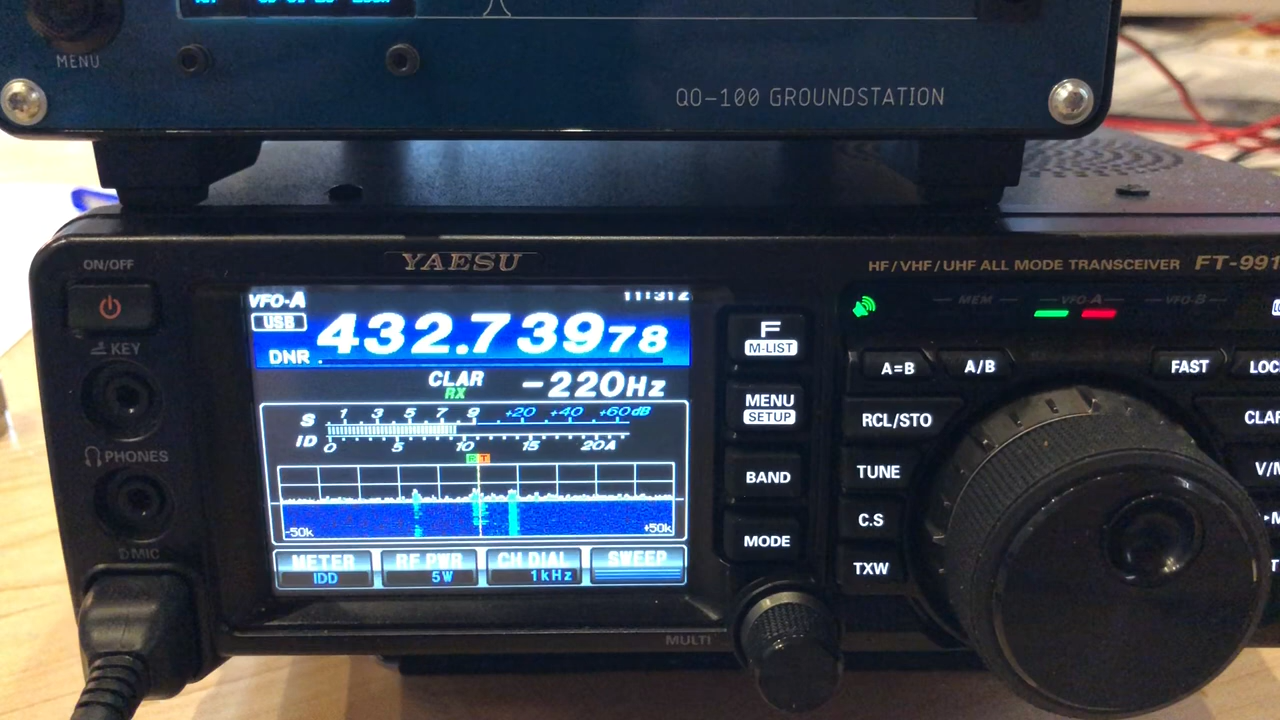 MENU
QO-100 GROUNDSTATION
ON/OFF
YAESU
HF/VHF/UHF ALL MODE TRANSCEIVER FT-991
VFO-A
MEM VFO-A VFO-B
USB 432.73978
DNR
KEY
CLAR -220Hz
RX
S 1 3 5 7 9 +20 +40 +60dB
ID 0 5 10 15 20A
R T
PHONES
-50k +50k
MIC
METER RF PWR CH DIAL SWEEP
IDD 5W 1kHz
MULTI
F
M-LIST
MENU
SETUP
BAND
MODE
A=B A/B FAST
RCL/STO
TUNE
C.S
TXW